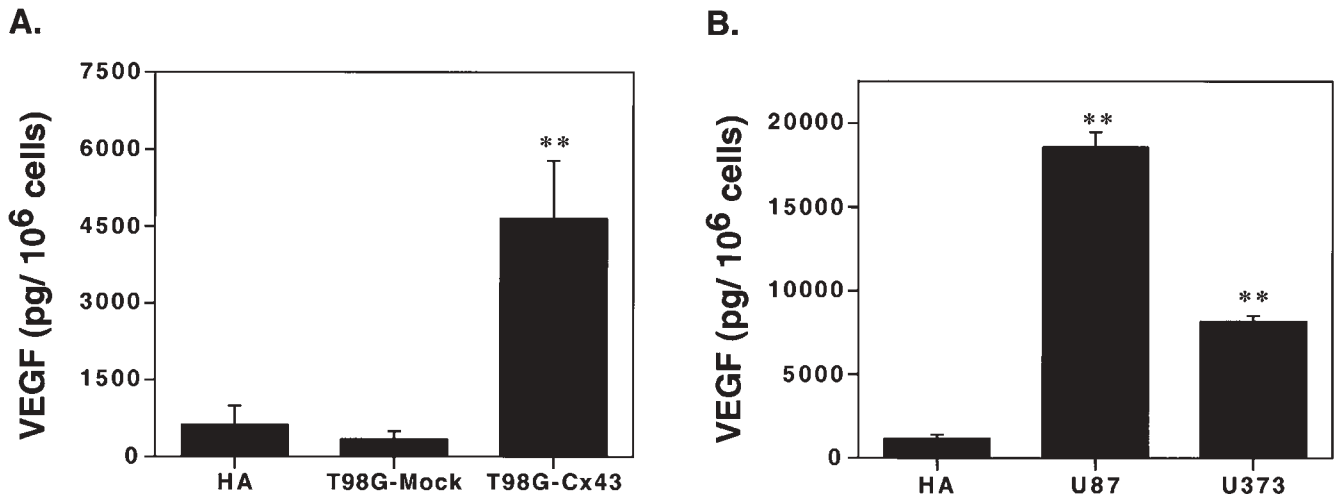 A.
VEGF (pg/ 10⁶ cells)
7500
6000
4500
3000
1500
0
**
HA
T98G-Mock
T98G-Cx43
B.
VEGF (pg/ 10⁶ cells)
20000
15000
10000
5000
0
**
**
HA
U87
U373